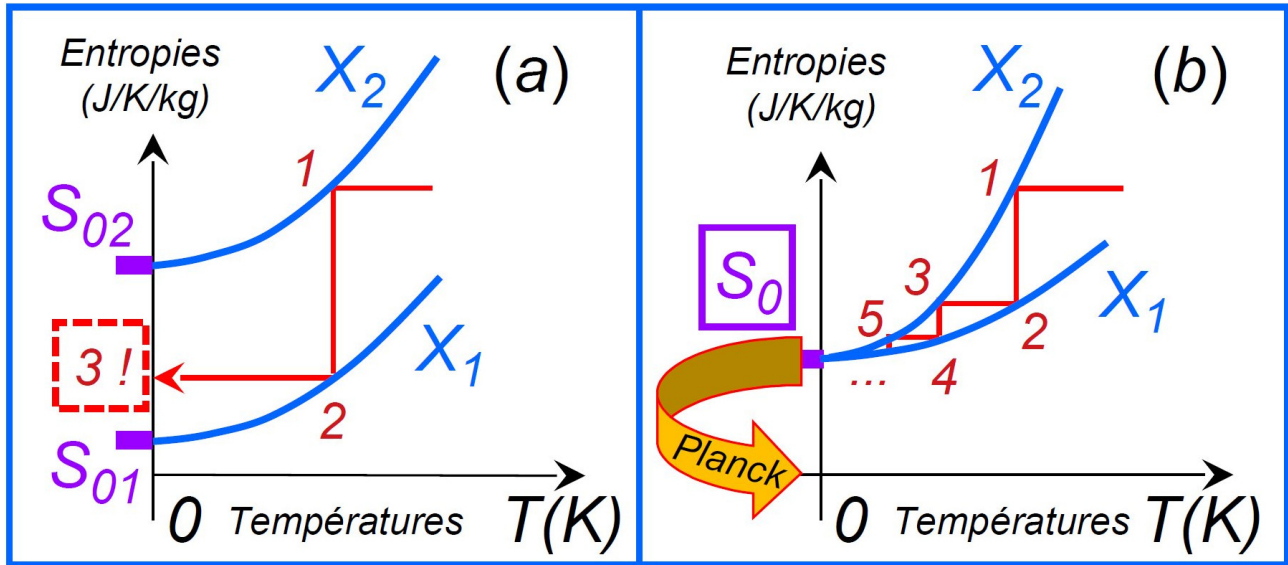 Entropies
(J/K/kg)
X2
(a)
1
S02
3 !
X1
2
S01
0
Températures
T(K)
Entropies
(J/K/kg)
X2
(b)
1
S0
3
5
2
X1
...
4
Planck
0
Températures
T(K)